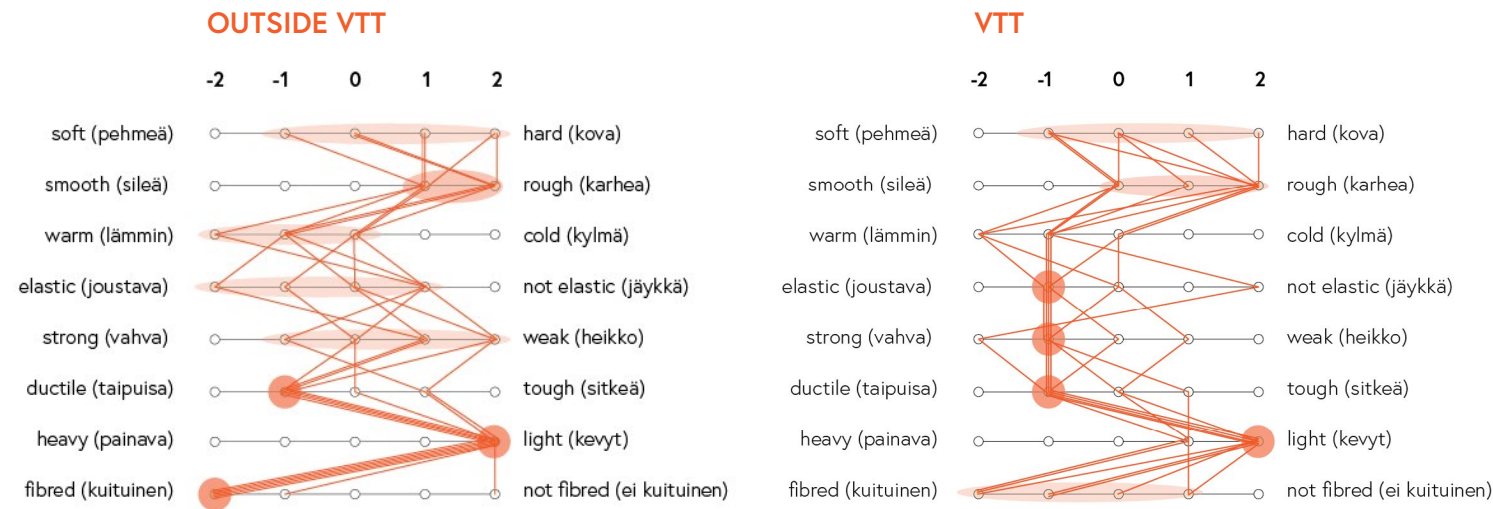 OUTSIDE VTT
-2 -1 0 1 2
soft (pehmeä) hard (kova)
smooth (sileä) rough (karhea)
warm (lämmin) cold (kylmä)
elastic (joustava) not elastic (jäykkä)
strong (vahva) weak (heikko)
ductile (taipuisa) tough (sitkeä)
heavy (painava) light (kevyt)
fibred (kuituinen) not fibred (ei kuituinen)
VTT
-2 -1 0 1 2
soft (pehmeä) hard (kova)
smooth (sileä) rough (karhea)
warm (lämmin) cold (kylmä)
elastic (joustava) not elastic (jäykkä)
strong (vahva) weak (heikko)
ductile (taipuisa) tough (sitkeä)
heavy (painava) light (kevyt)
fibred (kuituinen) not fibred (ei kuituinen)